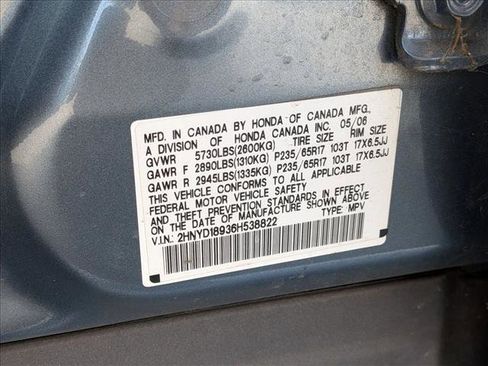 MFD. IN CANADA BY HONDA OF CANADA MFG.,
A DIVISION OF HONDA CANADA INC. 05/06
GVWR 5730LBS(2600KG) TIRE SIZE RIM SIZE
GAWR F 2890LBS(1310KG) P235/65R17 103T 17X6.5JJ
GAWR R 2945LBS(1335KG) P235/65R17 103T 17X6.5JJ
THIS VEHICLE CONFORMS TO ALL APPLICABLE
FEDERAL MOTOR VEHICLE SAFETY
AND THEFT PREVENTION STANDARDS IN EFFECT
ON THE DATE OF MANUFACTURE SHOWN ABOVE.
V.I.N.: 2HNYD18936H538822 TYPE: MPV